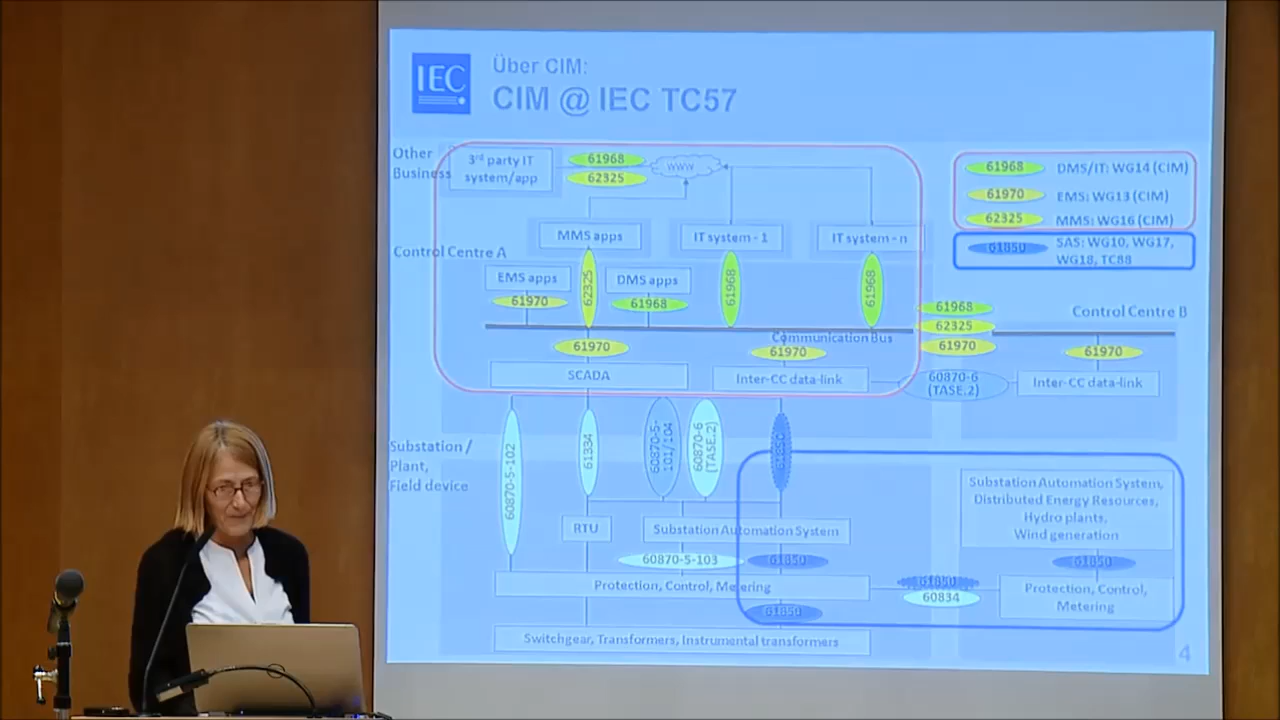 IEC
Über CIM:
CIM @ IEC TC57
Other
Business
3rd party IT
system/app
61968
62325
WWW
61968
DMS/IT: WG14 (CIM)
61970
EMS: WG13 (CIM)
62325
MMS: WG16 (CIM)
61850
SAS: WG10, WG17,
WG18, TC88
MMS apps
IT system - 1
IT system - n
Control Centre A
EMS apps
61970
62325
DMS apps
61968
61968
61968
61968
62325
61970
Control Centre B
Communication Bus
61970
61970
61970
SCADA
Inter-CC data-link
60870-6
(TASE.2)
Inter-CC data-link
Substation /
Plant,
Field device
60870-5-102
61334
60870-5-
101/104
60870-6
(TASE.2)
61850
Substation Automation System,
Distributed Energy Resources,
Hydro plants,
Wind generation
RTU
Substation Automation System
60870-5-103
61850
61850
Protection, Control, Metering
61850
60834
Protection, Control,
Metering
61850
Switchgear, Transformers, Instrumental transformers
4